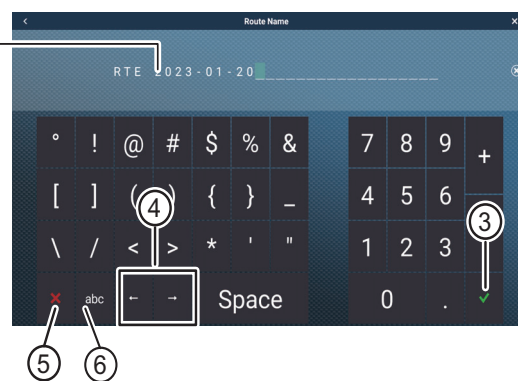 < Route Name ×
RTE 2023-01-20
° ! @ # $ % & 7 8 9 +
[ ] ( ) { } _ 4 5 6
④ ③
\ / < > * ' " 1 2 3
× abc ← → Space 0 . ✓
⑤ ⑥